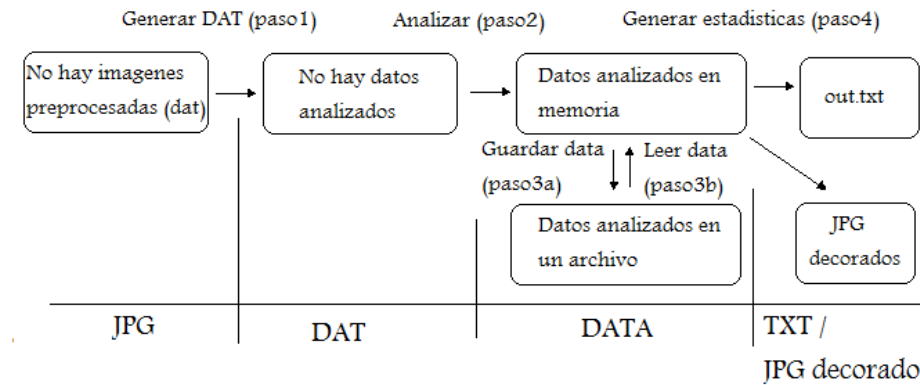 Generar DAT (paso1)
Analizar (paso2)
Generar estadisticas (paso4)
No hay imagenes
preprocesadas (dat)
No hay datos
analizados
Datos analizados en
memoria
out.txt
Guardar data
(paso3a)
Leer data
(paso3b)
Datos analizados en
un archivo
JPG
decorados
JPG
DAT
DATA
TXT /
JPG decorado